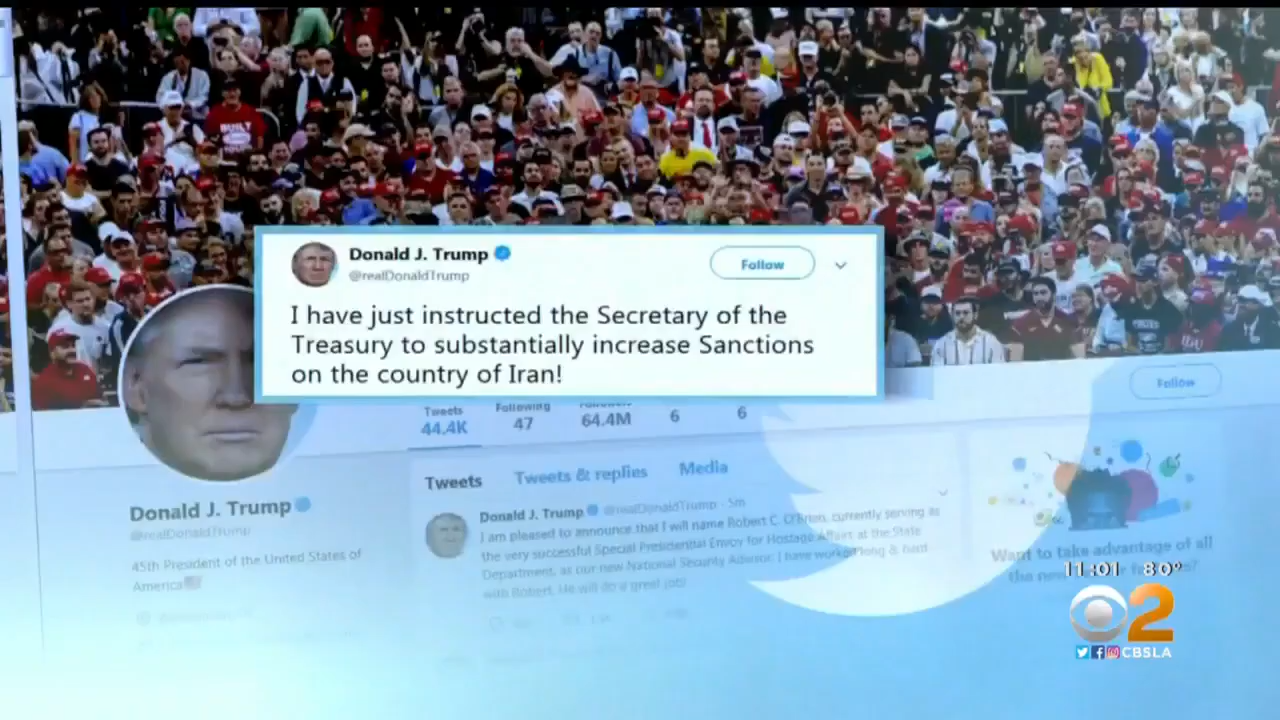 BUILT
Donald J. Trump
@realDonaldTrump
Follow
I have just instructed the Secretary of the
Treasury to substantially increase Sanctions
on the country of Iran!
Follow
Tweets
Following
44.4K
47
64.4M
6
6
Tweets
Tweets & replies
Media
Donald J. Trump
@realDonaldTrump
45th President of the United States of
America
Donald J. Trump @realDonaldTrump · 5m
I am pleased to announce that I will name Robert C. O'Brien, currently serving as
the very successful Special Presidential Envoy for Hostage Affairs at the State
Department, as our new National Security Advisor. I have worked long & hard
with Robert. He will do a great job!
Want to take advantage of all
the new
11:01 80°
2
CBSLA